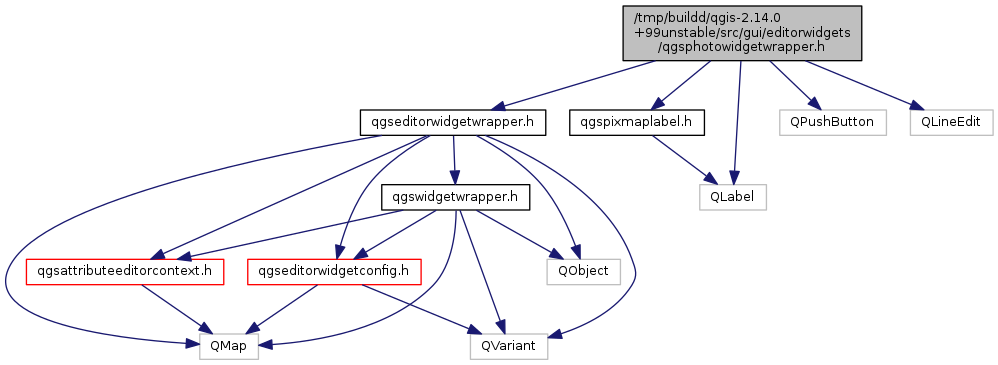 /tmp/buildd/qgis-2.14.0
+99unstable/src/gui/editorwidgets
/qgsphotowidgetwrapper.h
qgseditorwidgetwrapper.h
qgspixmaplabel.h
QPushButton
QLineEdit
qgswidgetwrapper.h
QLabel
qgsattributeeditorcontext.h
qgseditorwidgetconfig.h
QObject
QMap
QVariant